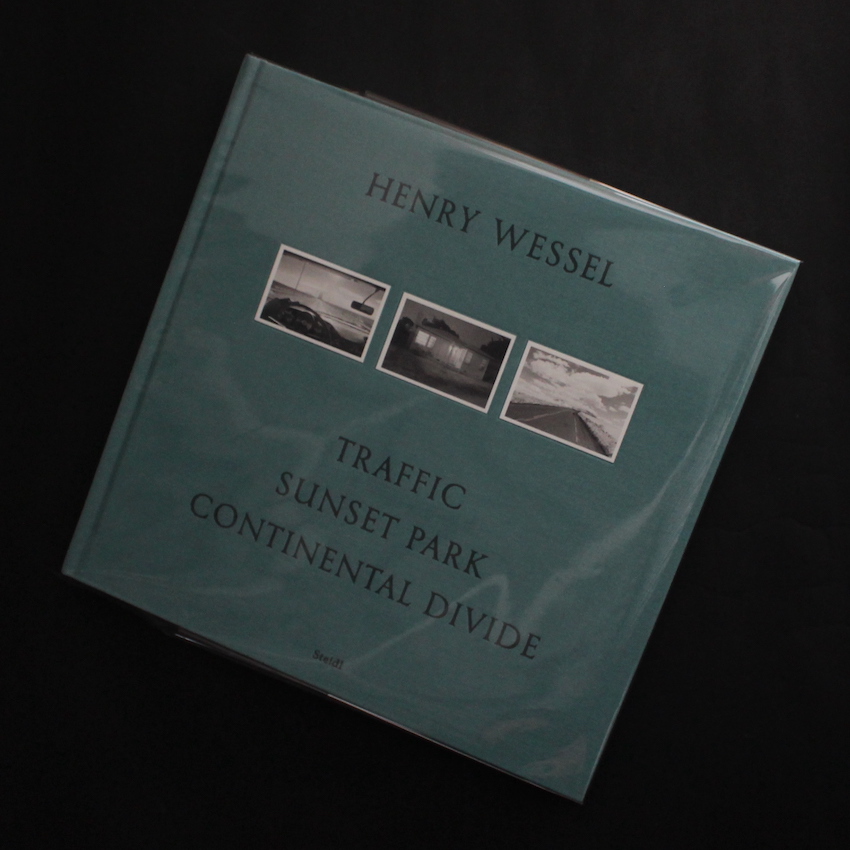 HENRY WESSEL
TRAFFIC
SUNSET PARK
CONTINENTAL DIVIDE
Steidl